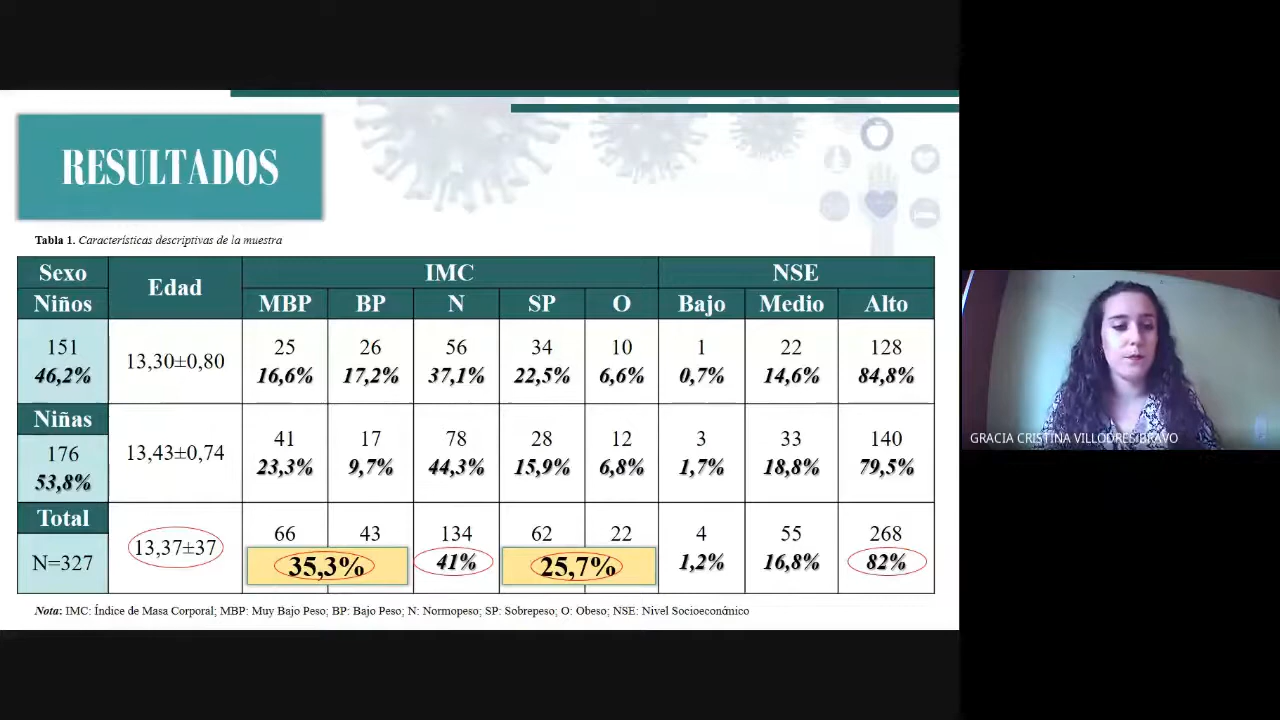 RESULTADOS
Tabla 1. Características descriptivas de la muestra
Sexo Edad IMC NSE
Niños MBP BP N SP O Bajo Medio Alto
151 13,30±0,80 25 26 56 34 10 1 22 128
46,2% 16,6% 17,2% 37,1% 22,5% 6,6% 0,7% 14,6% 84,8%
Niñas
176 13,43±0,74 41 17 78 28 12 3 33 140
53,8% 23,3% 9,7% 44,3% 15,9% 6,8% 1,7% 18,8% 79,5%
Total 66 43 134 62 22 4 55 268
N=327 13,37±37 35,3% 41% 25,7% 1,2% 16,8% 82%
Nota: IMC: Índice de Masa Corporal; MBP: Muy Bajo Peso; BP: Bajo Peso; N: Normopeso; SP: Sobrepeso; O: Obeso; NSE: Nivel Socioeconómico
GRACIA CRISTINA VILLODRES BRAVO